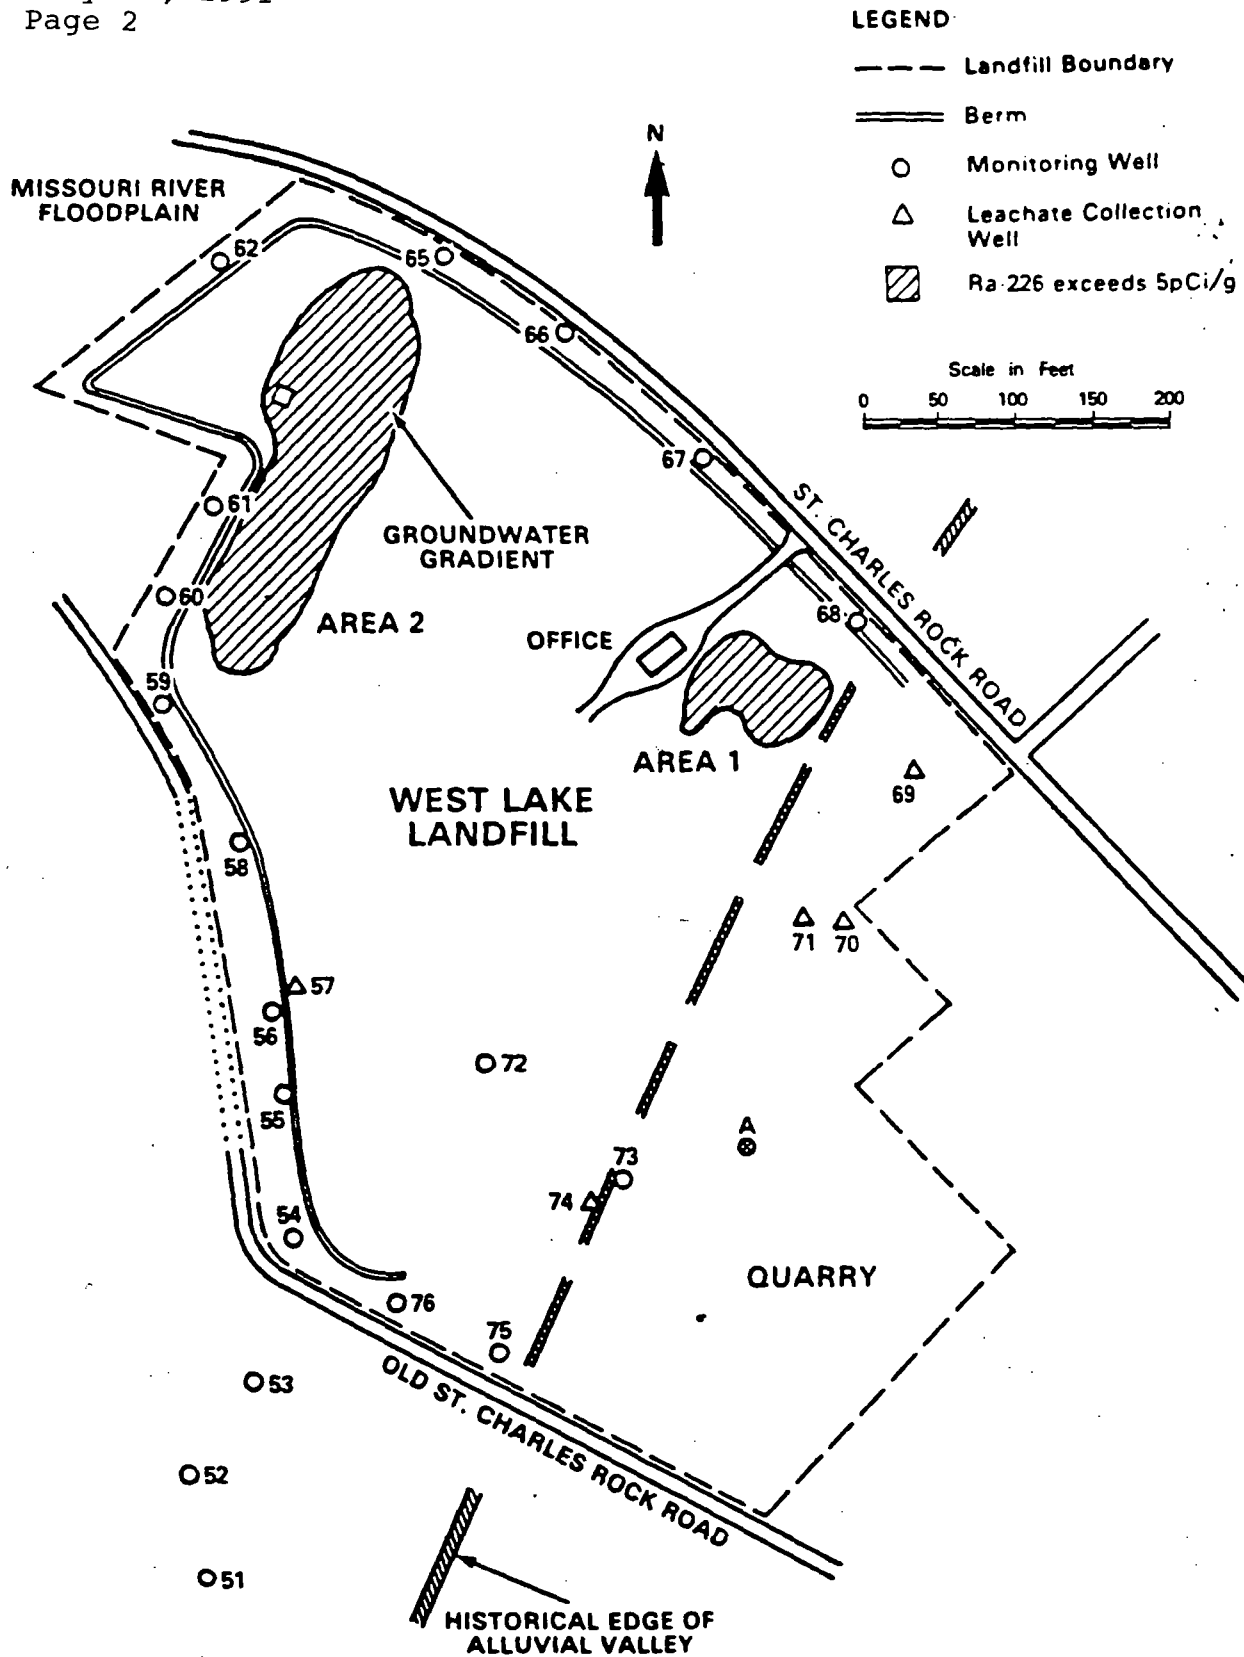 Page 2
LEGEND
Landfill Boundary
Berm
Monitoring Well
Leachate Collection
Well
Ra-226 exceeds 5pCi/g
N
MISSOURI RIVER
FLOODPLAIN
62
65
66
Scale in Feet
0 50 100 150 200
67
61
ST. CHARLES ROCK ROAD
GROUNDWATER
GRADIENT
60
AREA 2
OFFICE
68
59
AREA 1
69
WEST LAKE
LANDFILL
58
71 70
57
56
72
55
A
73
74
54
QUARRY
76
75
53
OLD ST. CHARLES ROCK ROAD
52
51
HISTORICAL EDGE OF
ALLUVIAL VALLEY